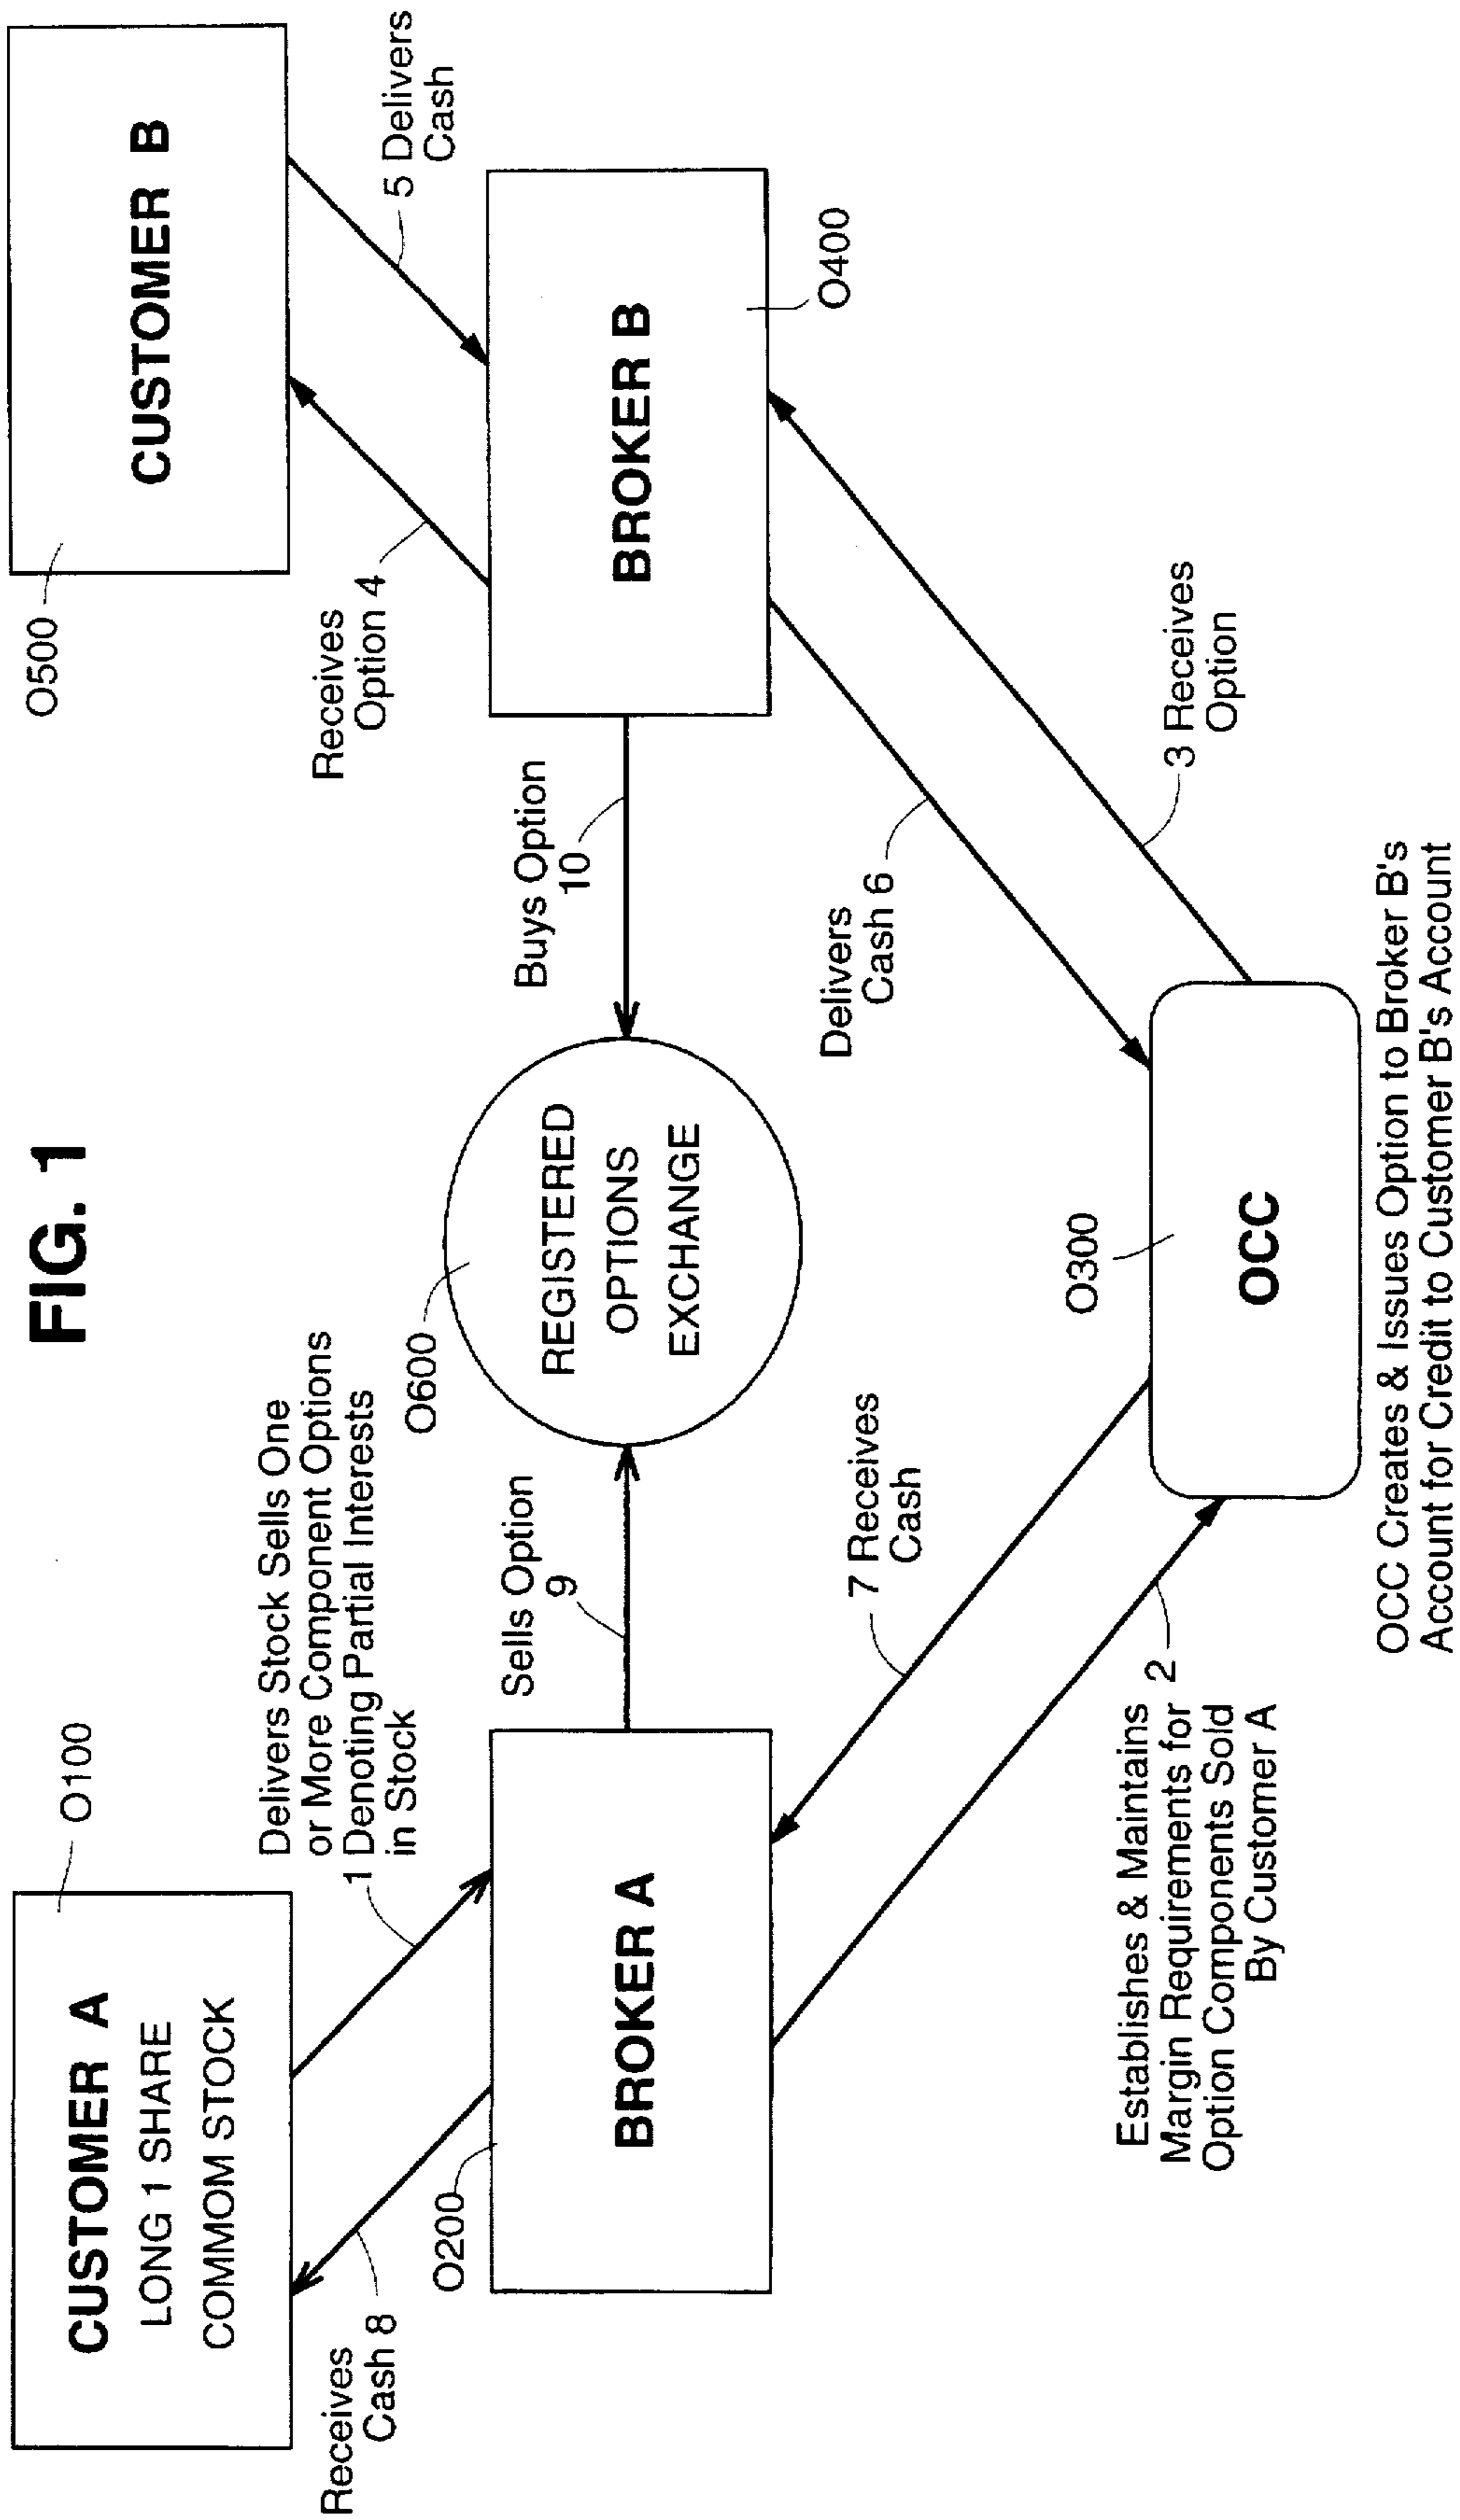 FIG. 1
CUSTOMER A
LONG 1 SHARE
COMMOM STOCK
O100
Delivers Stock Sells One
or More Component Options
1 Denoting Partial Interests
in Stock
Receives
Cash 8
O200
BROKER A
Sells Option
9
O600
REGISTERED
OPTIONS
EXCHANGE
Buys Option
10
O500
CUSTOMER B
Receives
Option 4
5 Delivers
Cash
BROKER B
O400
7 Receives
Cash
Delivers
Cash 6
Establishes & Maintains
Margin Requirements for 2
Option Components Sold
By Customer A
O300
OCC
3 Receives
Option
OCC Creates & Issues Option to Broker B's
Account for Credit to Customer B's Account